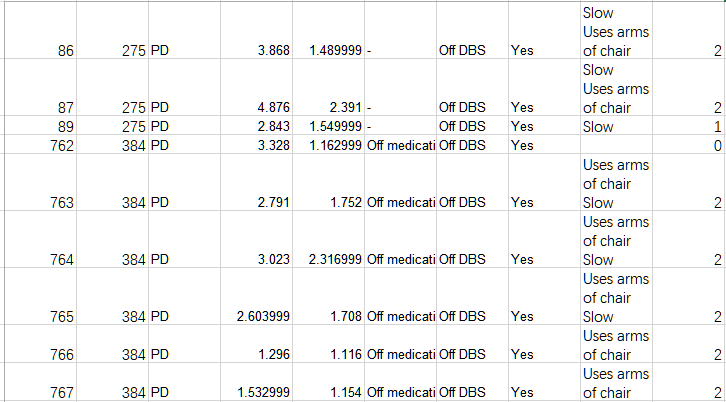 Slow
Uses arms
86 275 PD 3.868 1.489999 - Off DBS Yes of chair 2
Slow
Uses arms
87 275 PD 4.876 2.391 - Off DBS Yes of chair 2
89 275 PD 2.843 1.549999 - Off DBS Yes Slow 1
762 384 PD 3.328 1.162999 Off medicati Off DBS Yes 0
Uses arms
of chair
763 384 PD 2.791 1.752 Off medicati Off DBS Yes Slow 2
Uses arms
of chair
764 384 PD 3.023 2.316999 Off medicati Off DBS Yes Slow 2
Uses arms
of chair
765 384 PD 2.603999 1.708 Off medicati Off DBS Yes Slow 2
Uses arms
766 384 PD 1.296 1.116 Off medicati Off DBS Yes of chair 2
Uses arms
767 384 PD 1.532999 1.154 Off medicati Off DBS Yes of chair 2